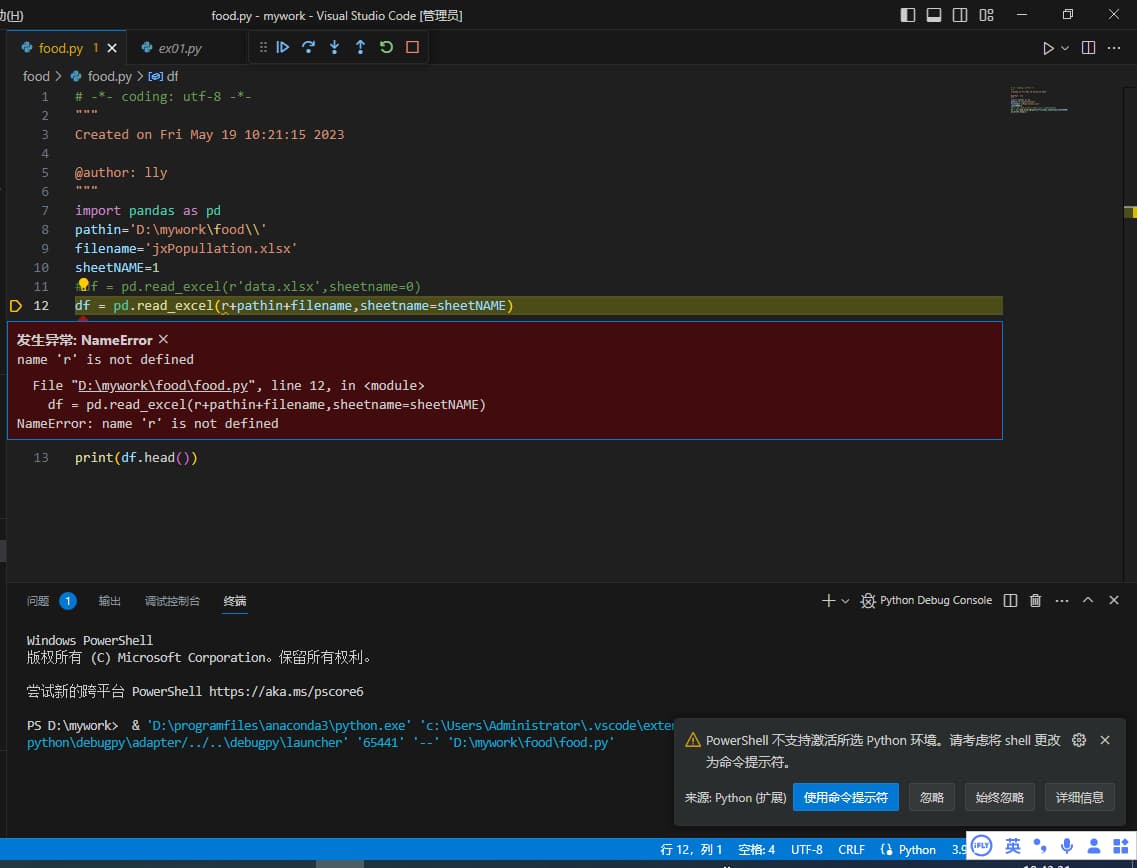 助(H)
food.py - mywork - Visual Studio Code [管理员]
food.py 1
ex01.py
food > food.py > df
1 # -*- coding: utf-8 -*-
2 """
3 Created on Fri May 19 10:21:15 2023
4
5 @author: lly
6 """
7 import pandas as pd
8 pathin='D:\mywork\food\\'
9 filename='jxPopullation.xlsx'
10 sheetNAME=1
11 #df = pd.read_excel(r'data.xlsx',sheetname=0)
12 df = pd.read_excel(r+pathin+filename,sheetname=sheetNAME)
发生异常: NameError
name 'r' is not defined
File "D:\mywork\food\food.py", line 12, in <module>
df = pd.read_excel(r+pathin+filename,sheetname=sheetNAME)
NameError: name 'r' is not defined
13 print(df.head())
问题 1 输出 调试控制台 终端
Python Debug Console
Windows PowerShell
版权所有 (C) Microsoft Corporation。保留所有权利。
尝试新的跨平台 PowerShell https://aka.ms/pscore6
PS D:\mywork> & 'D:\programfiles\anaconda3\python.exe' 'c:\Users\Administrator\.vscode\exter
python\debugpy\adapter/../..\debugpy\launcher' '65441' '--' 'D:\mywork\food\food.py'
PowerShell 不支持激活所选 Python 环境。请考虑将 shell 更改
为命令提示符。
来源: Python (扩展) 使用命令提示符 忽略 始终忽略 详细信息
行 12, 列 1 空格: 4 UTF-8 CRLF Python 3.9
iFLY 英